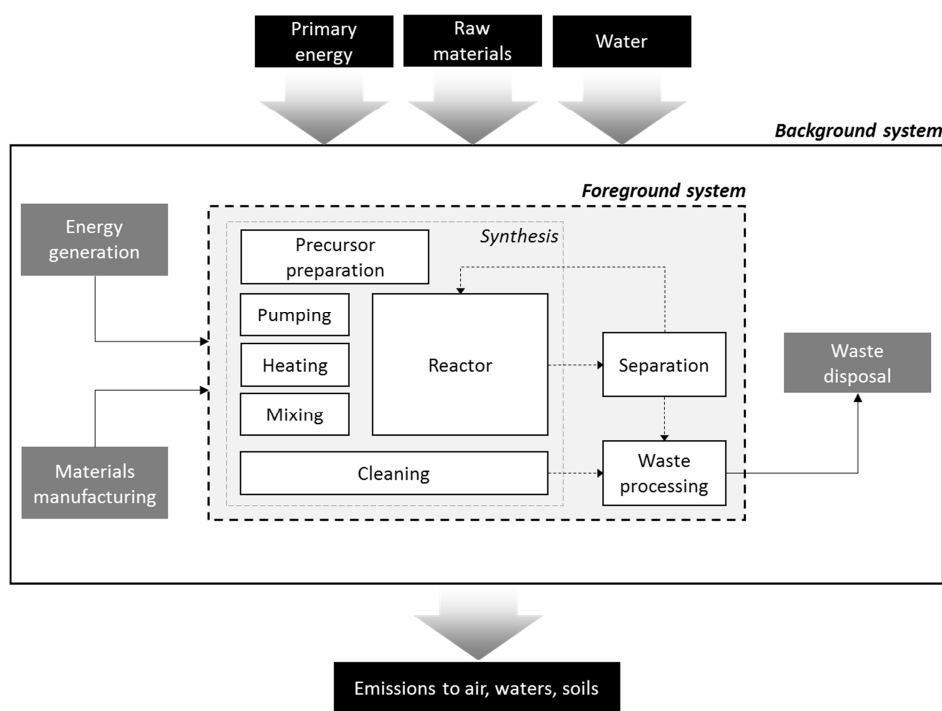 Primary
energy
Raw
materials
Water
Background system
Foreground system
Energy
generation
Synthesis
Precursor
preparation
Pumping
Heating
Mixing
Reactor
Separation
Waste
disposal
Materials
manufacturing
Cleaning
Waste
processing
Emissions to air, waters, soils